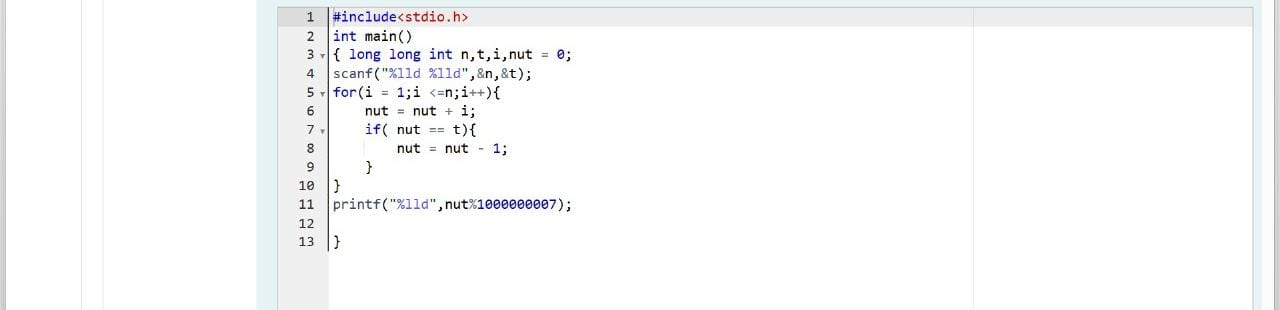 1 #include<stdio.h>
2 int main()
3 { long long int n,t,i,nut = 0;
4 scanf("%lld %lld",&n,&t);
5 for(i = 1;i <=n;i++){
6     nut = nut + i;
7     if( nut == t){
8         nut = nut - 1;
9     }
10 }
11 printf("%lld",nut%1000000007);
12
13 }